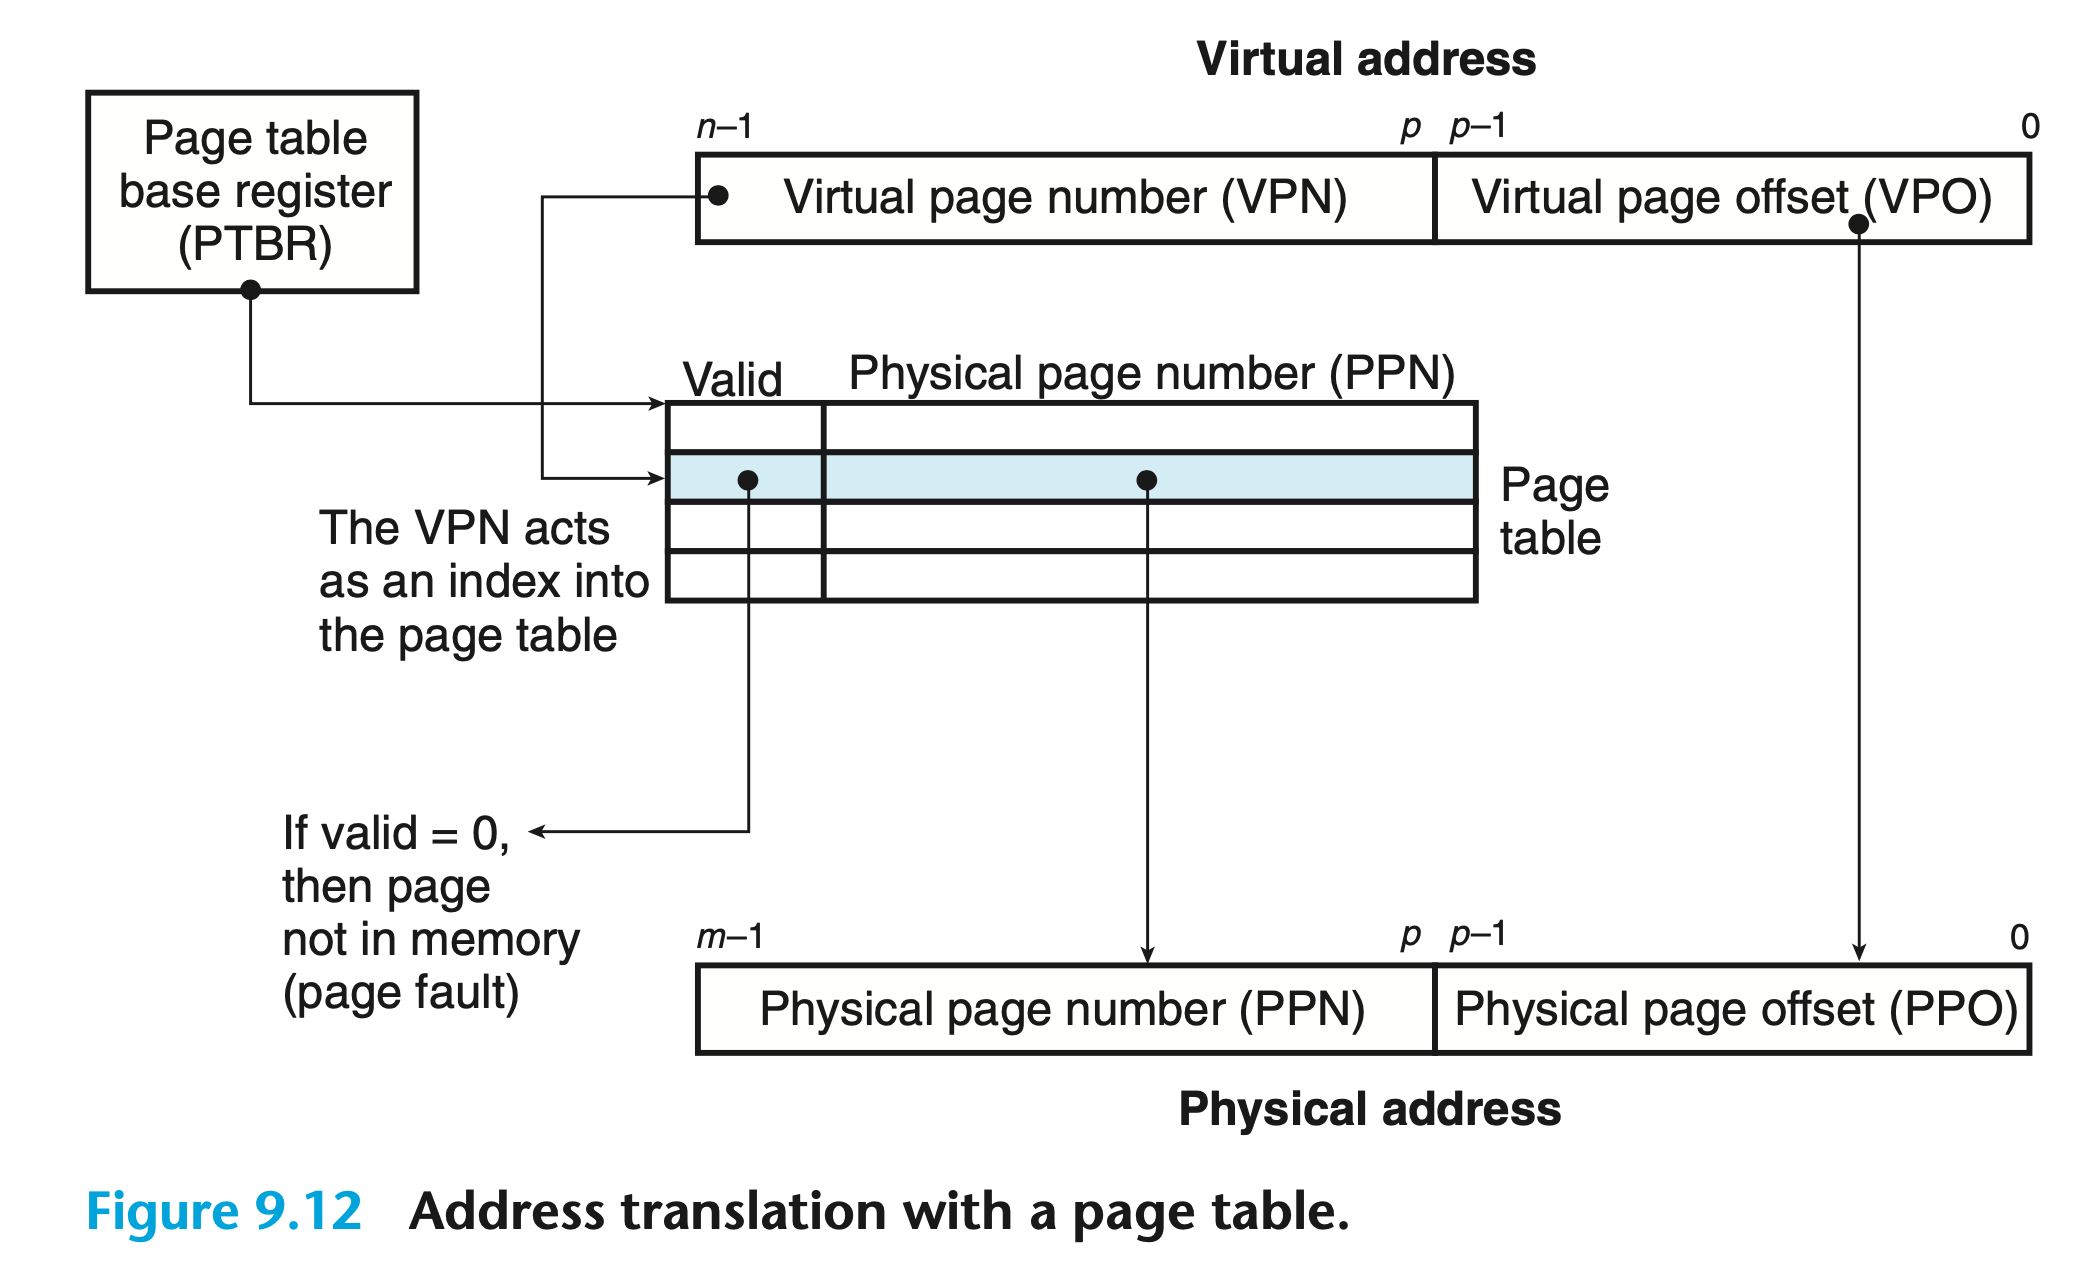 Virtual address
Page table
base register
(PTBR)
n–1
p
p–1
0
Virtual page number (VPN)
Virtual page offset (VPO)
Valid
Physical page number (PPN)
Page
table
The VPN acts
as an index into
the page table
If valid = 0,
then page
not in memory
(page fault)
m–1
p
p–1
0
Physical page number (PPN)
Physical page offset (PPO)
Physical address
Figure 9.12 Address translation with a page table.